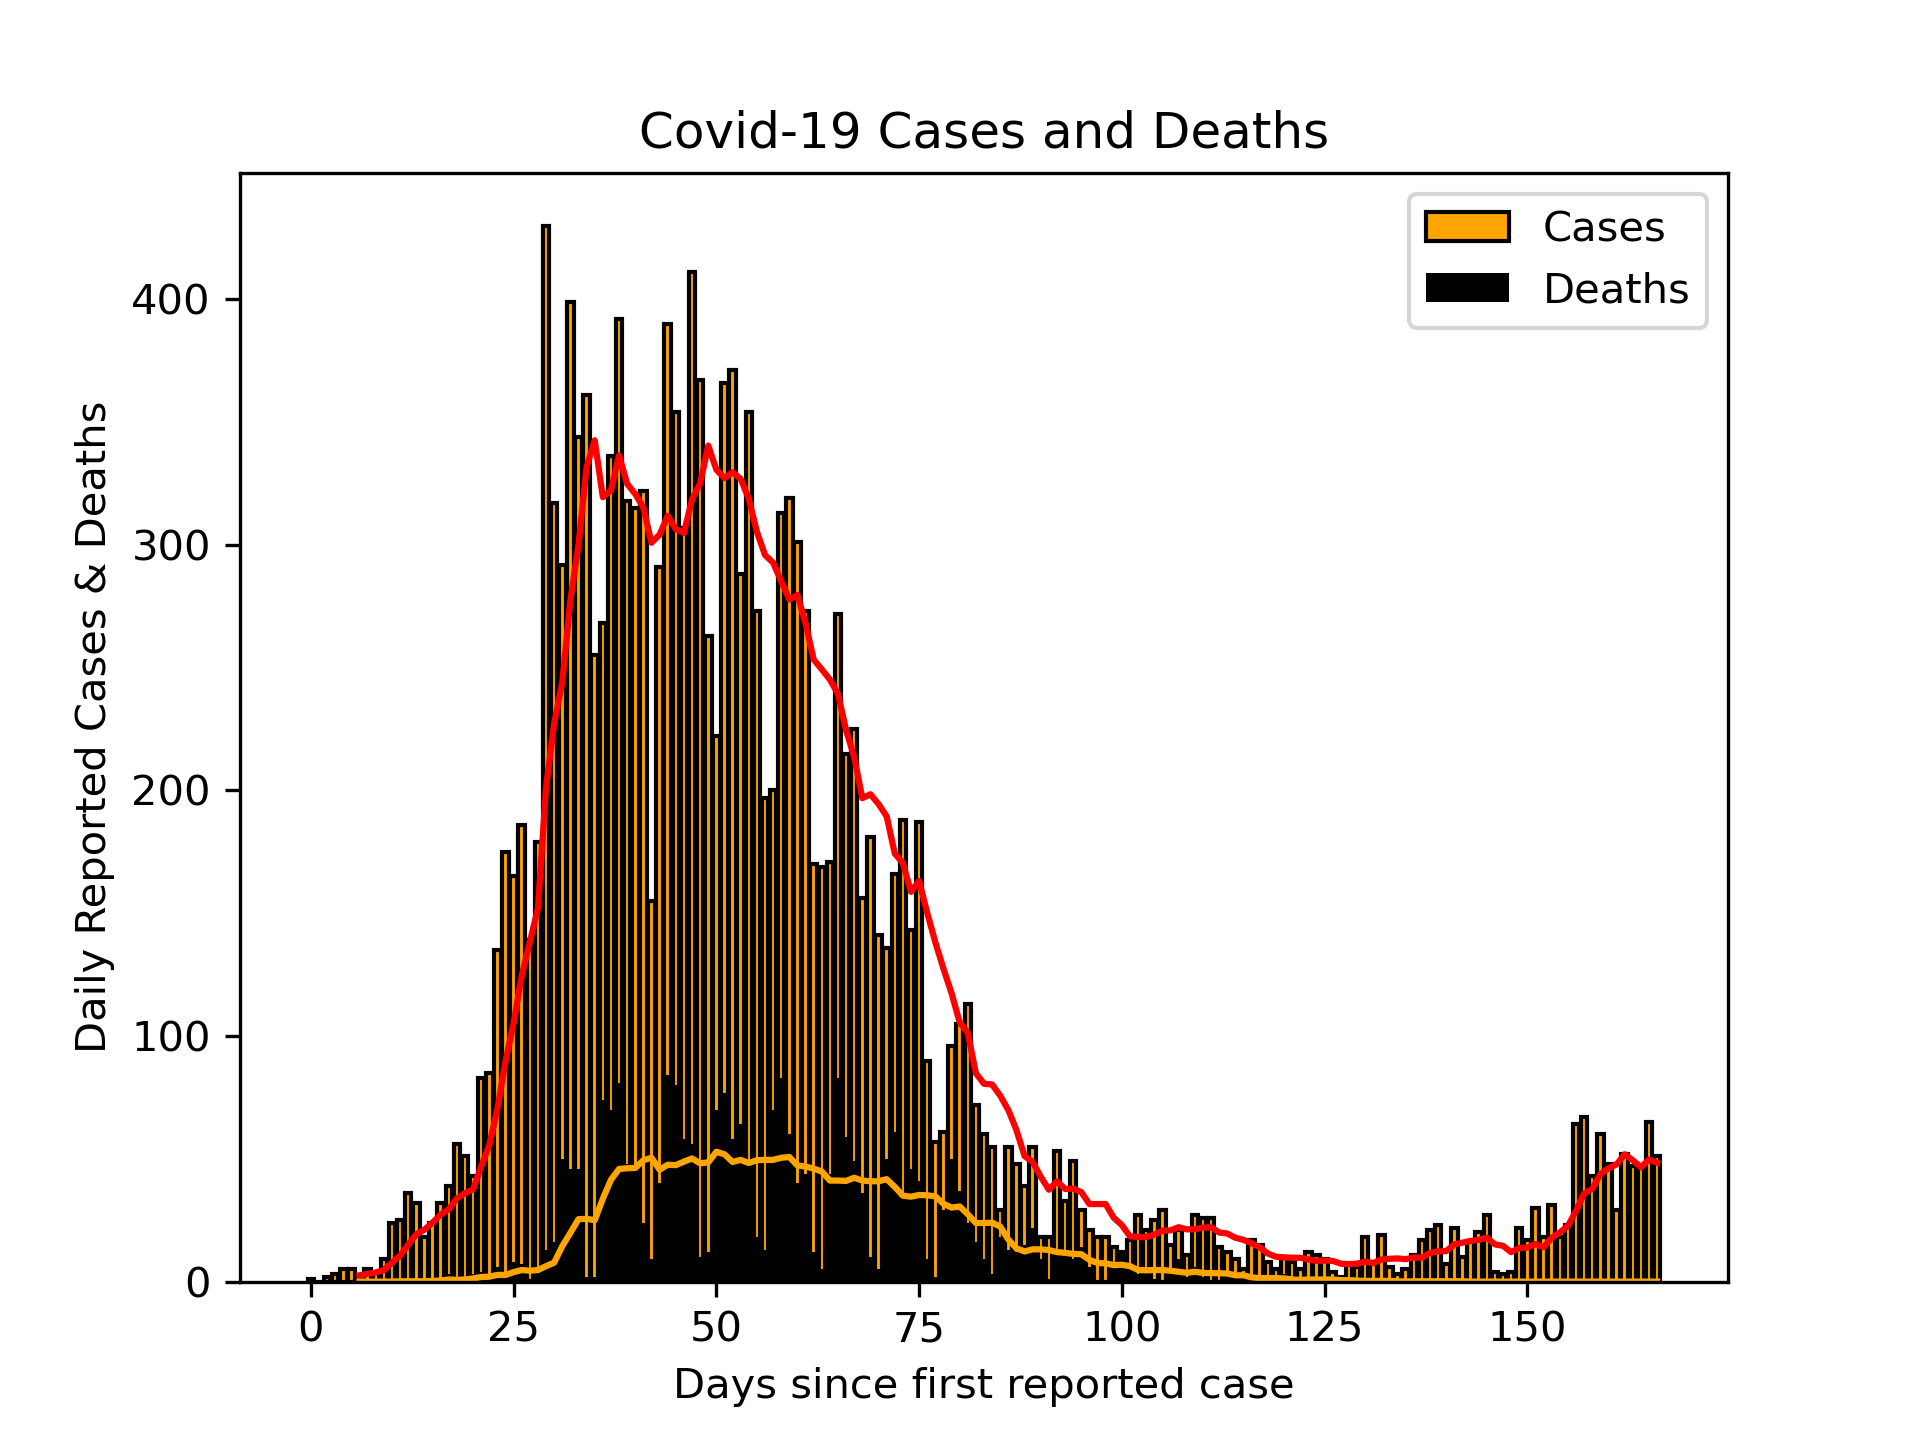 Covid-19 Cases and Deaths
Cases
Deaths
Daily Reported Cases & Deaths
400
300
200
100
0
0 25 50 75 100 125 150
Days since first reported case